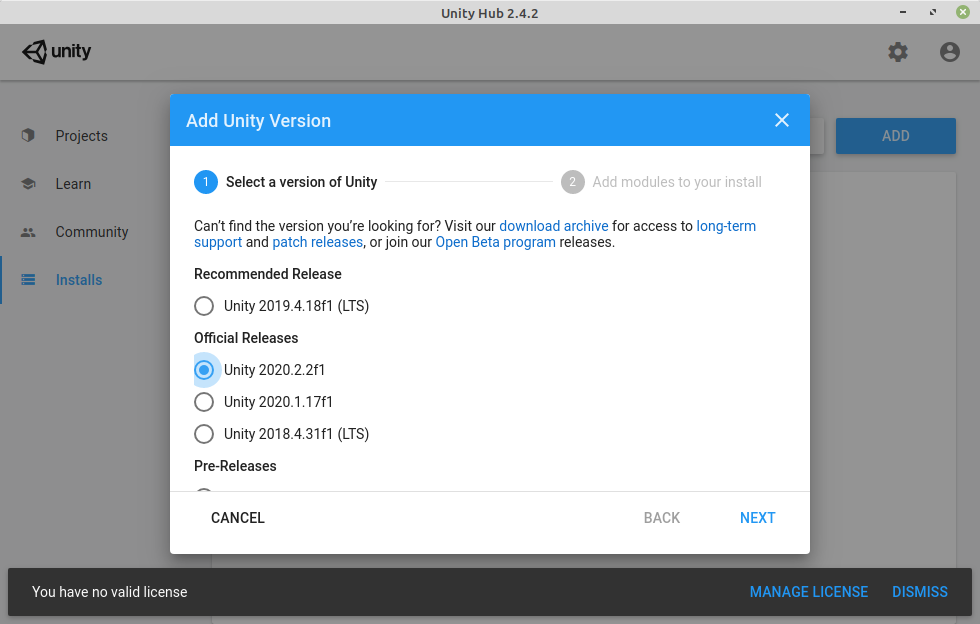 Unity Hub 2.4.2
unity
Projects
Learn
Community
Installs
ADD
Add Unity Version
1 Select a version of Unity
2 Add modules to your install
Can't find the version you're looking for? Visit our download archive for access to long-term
support and patch releases, or join our Open Beta program releases.
Recommended Release
Unity 2019.4.18f1 (LTS)
Official Releases
Unity 2020.2.2f1
Unity 2020.1.17f1
Unity 2018.4.31f1 (LTS)
Pre-Releases
CANCEL
BACK
NEXT
You have no valid license
MANAGE LICENSE
DISMISS